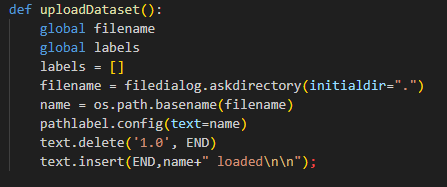 def uploadDataset():
    global filename
    global labels
    labels = []
    filename = filedialog.askdirectory(initialdir=".")
    name = os.path.basename(filename)
    pathlabel.config(text=name)
    text.delete('1.0', END)
    text.insert(END,name+" loaded\n\n");